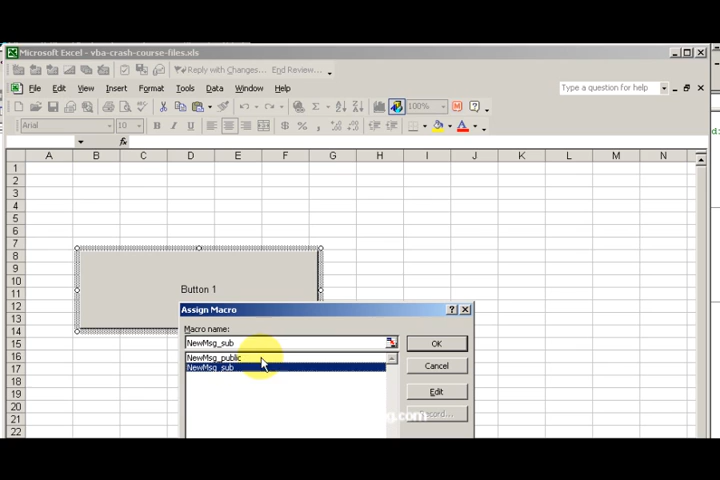 Microsoft Excel - vba-crash-course-files.xls
Reply with Changes... End Review...
File Edit View Insert Format Tools Data Window Help
Type a question for help
Arial 10 B I U $ % ,
Σ 100%
fx
A B C D E F G H I J K L M N
1
2
3
4
5
6
7
8
9
10
11
12
13
14
15
16
17
18
19
20
21
22
Button 1
Assign Macro
Macro name:
NewMsg_sub
OK
NewMsg_public
NewMsg_sub
Cancel
Edit
Record...